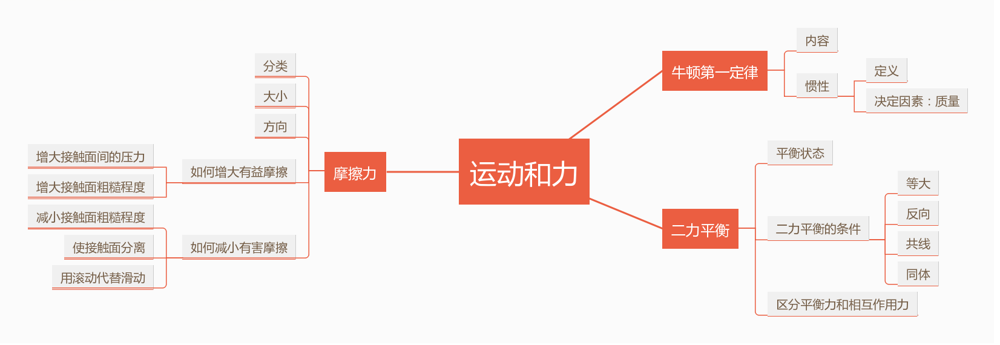 运动和力
牛顿第一定律
内容
惯性
定义
决定因素：质量
二力平衡
平衡状态
二力平衡的条件
等大
反向
共线
同体
区分平衡力和相互作用力
摩擦力
分类
大小
方向
如何增大有益摩擦
增大接触面间的压力
增大接触面粗糙程度
如何减小有害摩擦
减小接触面粗糙程度
使接触面分离
用滚动代替滑动